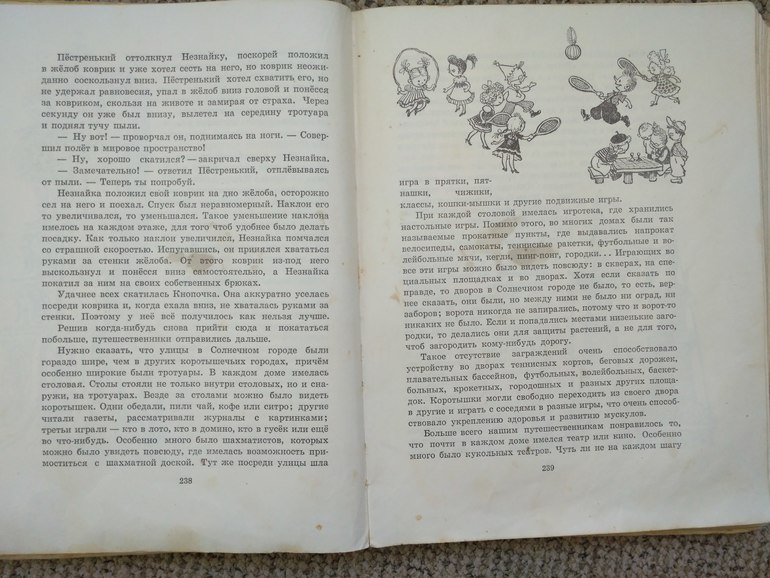 Пёстренький оттолкнул Незнайку, поскорей положил
в жёлоб коврик и уже хотел сесть на него, но коврик неожи-
данно соскользнул вниз. Пёстренький хотел схватить его, но
не удержал равновесия, упал в жёлоб вниз головой и понёсся
за ковриком, скользя на животе и замирая от страха. Через
секунду он уже был внизу, вылетел на середину тротуара
и поднял тучу пыли.
— Ну вот! — проворчал он, поднимаясь на ноги. — Совер-
шил полёт в мировое пространство!
— Ну, хорошо скатился? — закричал сверху Незнайка.
— Замечательно! — ответил Пёстренький, отплёвываясь
от пыли. — Теперь ты попробуй.
Незнайка положил свой коврик на дно жёлоба, осторожно
сел на него и поехал. Спуск был неравномерный. Наклон его
то увеличивался, то уменьшался. Такое уменьшение наклона
имелось на каждом этаже, для того чтоб удобнее было делать
посадку. Как только наклон увеличился, Незнайка помчался
со страшной скоростью. Испугавшись, он принялся хвататься
руками за стенки жёлоба. От этого коврик из-под него
выскользнул и понёсся вниз самостоятельно, а Незнайка
покатил за ним на своих собственных брюках.
Удачнее всех скатилась Кнопочка. Она аккуратно уселась
посреди коврика и, когда ехала вниз, не хваталась руками за
стенки. Поэтому у неё всё получилось как нельзя лучше.
Решив когда-нибудь снова прийти сюда и покататься
побольше, путешественники отправились дальше.
Нужно сказать, что улицы в Солнечном городе были
гораздо шире, чем в других коротышечьих городах, причём
особенно широкие были тротуары. В каждом доме имелась
столовая. Столы стояли не только внутри столовых, но и сна-
ружи, на тротуарах. Везде за столами можно было видеть
коротышек. Одни обедали, пили чай, кофе или ситро; другие
читали газеты, рассматривали журналы с картинками;
третьи играли — кто в лото, кто в домино, кто в гусёк или ещё
во что-нибудь. Особенно много было шахматистов, которых
можно было увидеть повсюду, где имелась возможность при-
моститься с шахматной доской. Тут же посреди улицы шла
238
игра в прятки, пят-
нашки, чижики,
классы, кошки-мышки и другие подвижные игры.
При каждой столовой имелась игротека, где хранились
настольные игры. Помимо этого, во многих домах были так
называемые прокатные пункты, где выдавались напрокат
велосипеды, самокаты, теннисные ракетки, футбольные и во-
лейбольные мячи, кегли, пинг-понг, городки... Играющих во
все эти игры можно было видеть повсюду: в скверах, на спе-
циальных площадках и во дворах. Хотя если сказать по
правде, то дворов в Солнечном городе не было, то есть, вер-
нее сказать, они были, но между ними не было ни оград, ни
заборов; ворота никогда не запирались, потому что и ворот-то
никаких не было. Если и попадались местами низенькие заго-
родки, то делались они для защиты растений, а не для того,
чтоб загородить кому-нибудь дорогу.
Такое отсутствие заграждений очень способствовало
устройству во дворах теннисных кортов, беговых дорожек,
плавательных бассейнов, футбольных, волейбольных, баскет-
больных, крокетных, городошных и разных других площа-
док. Коротышки могли свободно переходить из своего двора
в другие и играть с соседями в разные игры, что очень способ-
ствовало укреплению здоровья и развитию мускулов.
Больше всего нашим путешественникам понравилось то,
что почти в каждом доме имелся театр или кино. Особенно
много было кукольных театров. Чуть ли не на каждом шагу
239